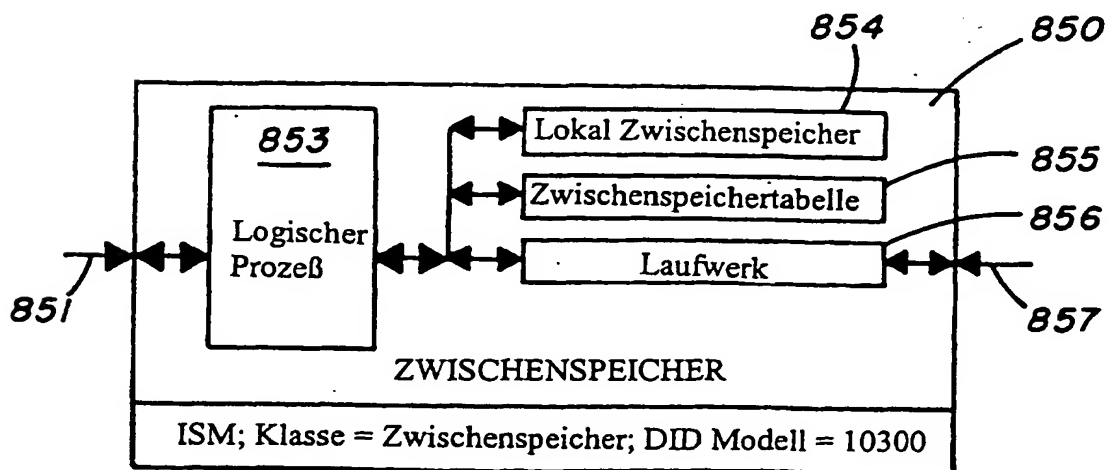 854
850
853
Lokal Zwischenspeicher
855
Zwischenspeichertabelle
856
Logischer
Prozeß
Laufwerk
851
857
ZWISCHENSPEICHER
ISM; Klasse = Zwischenspeicher; DID Modell = 10300